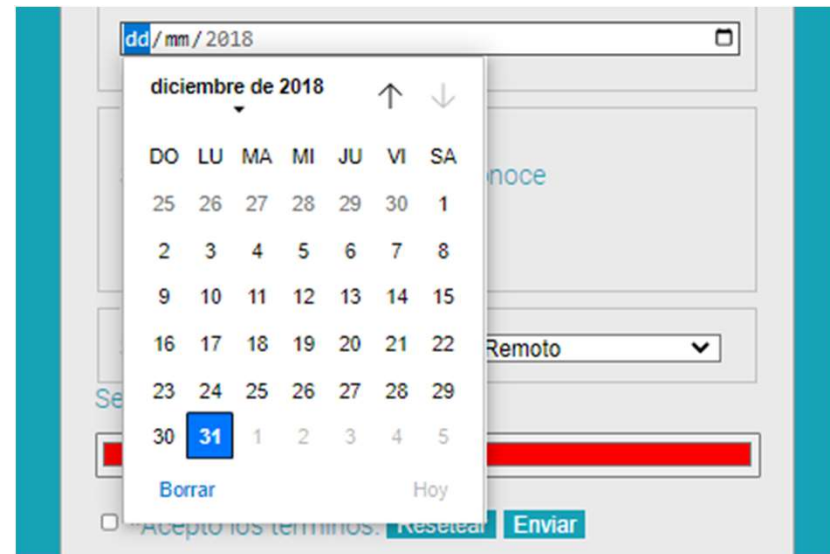 dd/mm/2018
diciembre de 2018
DO LU MA MI JU VI SA
25 26 27 28 29 30 1
2 3 4 5 6 7 8
9 10 11 12 13 14 15
16 17 18 19 20 21 22
Remoto
23 24 25 26 27 28 29
Se
30 31 1 2 3 4 5
Borrar Hoy
*Acepto los términos. Resetear Enviar